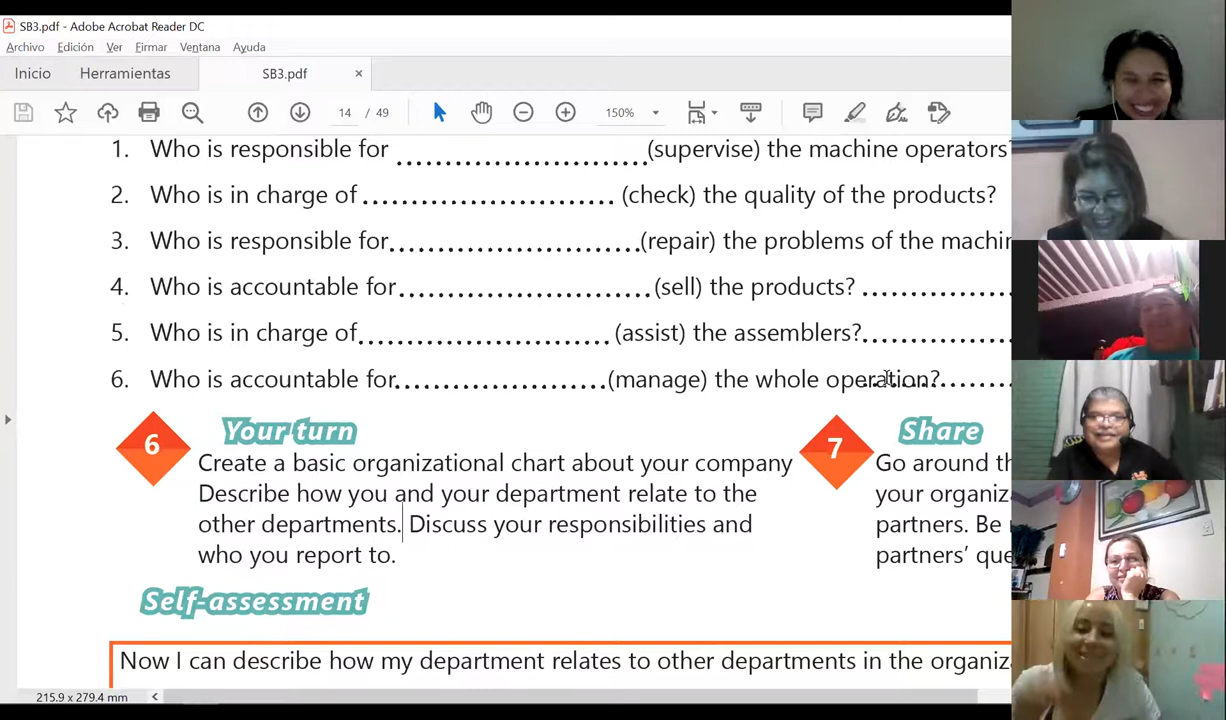 SB3.pdf - Adobe Acrobat Reader DC
Archivo Edición Ver Firmar Ventana Ayuda
Inicio Herramientas SB3.pdf ×
14 / 49 150%
1. Who is responsible for ........................(supervise) the machine operators?
2. Who is in charge of ........................ (check) the quality of the products?
3. Who is responsible for........................(repair) the problems of the
4. Who is accountable for........................ (sell) the products? ..............
5. Who is in charge of........................ (assist) the assemblers?..............
6. Who is accountable for........................(manage) the whole operation?..............
6 Your turn
Create a basic organizational chart about your company
Describe how you and your department relate to the
other departments. Discuss your responsibilities and
who you report to.
7 Share
Go around
your
partners. Be
partners'
Self-assessment
Now I can describe how my department relates to other departments in the
215.9 x 279.4 mm